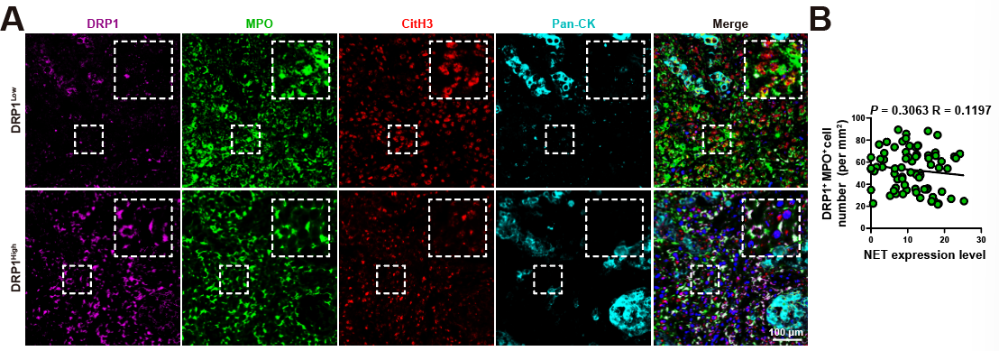 A
DRP1 MPO CitH3 Pan-CK Merge
DRP1Low
DRP1High
100 μm
B
P = 0.3063 R = 0.1197
DRP1+ MPO+ cell
number (per mm2)
100
80
60
40
20
0
0 10 20 30
NET expression level